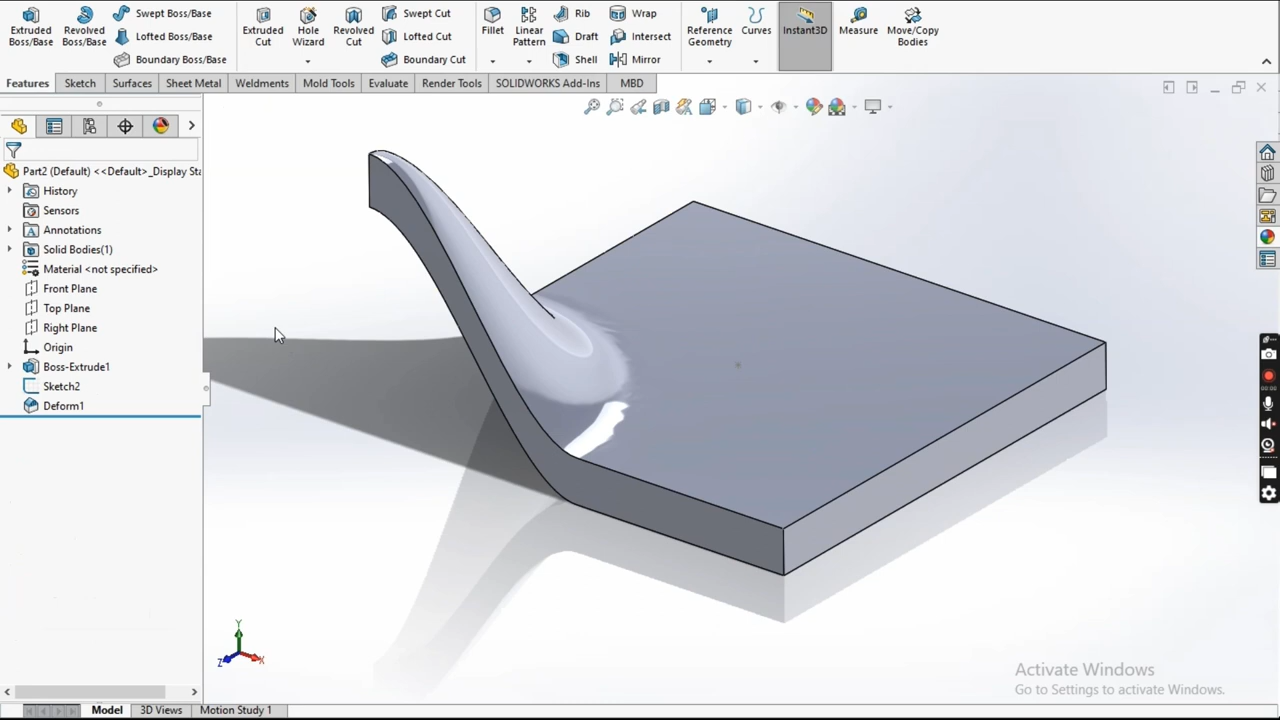 Extruded Boss/Base
Revolved Boss/Base
Swept Boss/Base
Lofted Boss/Base
Boundary Boss/Base
Extruded Cut
Hole Wizard
Revolved Cut
Swept Cut
Lofted Cut
Boundary Cut
Fillet
Linear Pattern
Rib
Draft
Shell
Wrap
Intersect
Mirror
Reference Geometry
Curves
Instant3D
Measure
Move/Copy Bodies
Features
Sketch
Surfaces
Sheet Metal
Weldments
Mold Tools
Evaluate
Render Tools
SOLIDWORKS Add-Ins
MBD
Part2 (Default) <<Default>_Display Sta
History
Sensors
A Annotations
Solid Bodies(1)
Material <not specified>
Front Plane
Top Plane
Right Plane
Origin
Boss-Extrude1
Sketch2
Deform1
Y
Z
X
Activate Windows
Go to Settings to activate Windows.
Model
3D Views
Motion Study 1